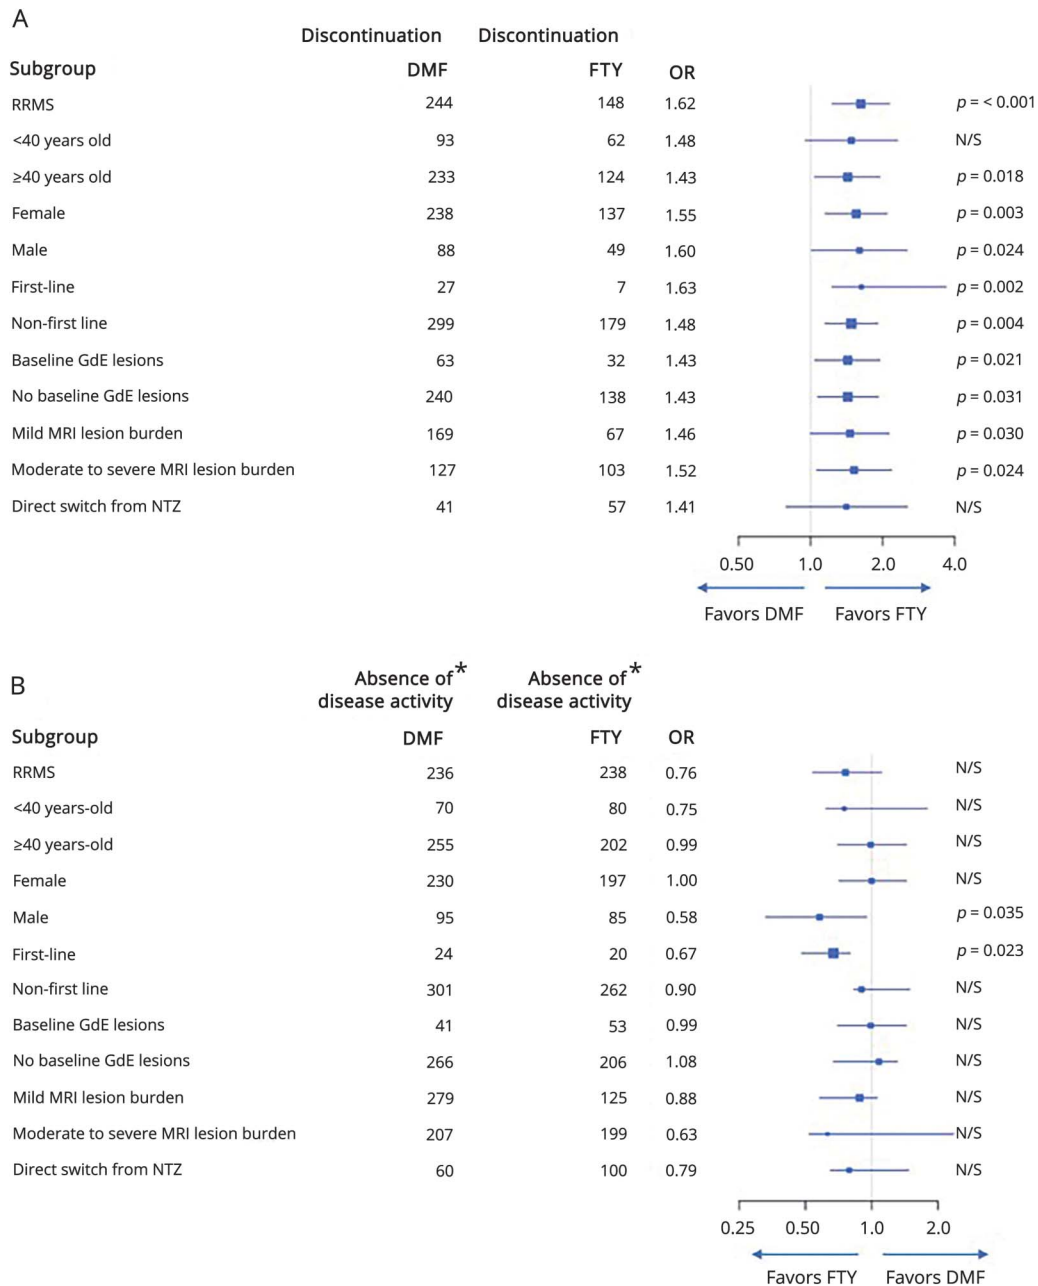 A
Discontinuation Discontinuation
Subgroup DMF FTY OR
RRMS 244 148 1.62 p = < 0.001
<40 years old 93 62 1.48 N/S
≥40 years old 233 124 1.43 p = 0.018
Female 238 137 1.55 p = 0.003
Male 88 49 1.60 p = 0.024
First-line 27 7 1.63 p = 0.002
Non-first line 299 179 1.48 p = 0.004
Baseline GdE lesions 63 32 1.43 p = 0.021
No baseline GdE lesions 240 138 1.43 p = 0.031
Mild MRI lesion burden 169 67 1.46 p = 0.030
Moderate to severe MRI lesion burden 127 103 1.52 p = 0.024
Direct switch from NTZ 41 57 1.41 N/S
0.50 1.0 2.0 4.0
Favors DMF Favors FTY
B
Absence of* Absence of*
disease activity disease activity
Subgroup DMF FTY OR
RRMS 236 238 0.76 N/S
<40 years-old 70 80 0.75 N/S
≥40 years-old 255 202 0.99 N/S
Female 230 197 1.00 N/S
Male 95 85 0.58 p = 0.035
First-line 24 20 0.67 p = 0.023
Non-first line 301 262 0.90 N/S
Baseline GdE lesions 41 53 0.99 N/S
No baseline GdE lesions 266 206 1.08 N/S
Mild MRI lesion burden 279 125 0.88 N/S
Moderate to severe MRI lesion burden 207 199 0.63 N/S
Direct switch from NTZ 60 100 0.79 N/S
0.25 0.50 1.0 2.0
Favors FTY Favors DMF